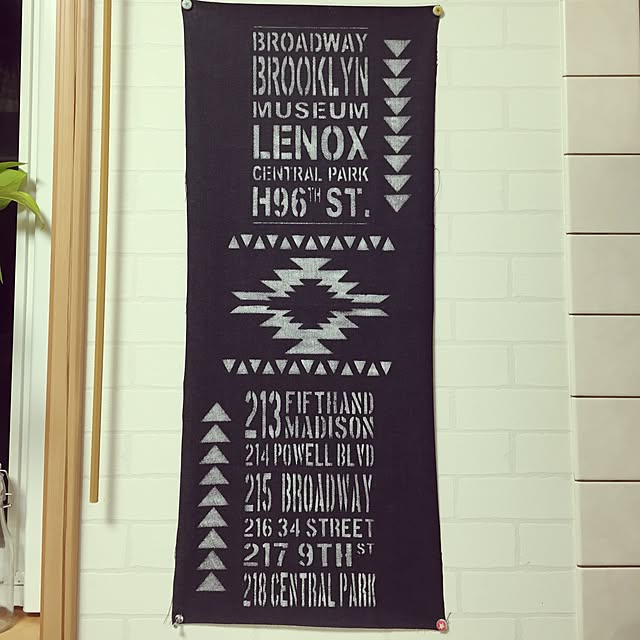 BROADWAY
BROOKLYN
MUSEUM
LENOX
CENTRAL PARK
H96TH ST.
213 FIFTHAND
MADISON
214 POWELL BLVD
215 BROADWAY
216 34 STREET
217 9TH ST
218 CENTRAL PARK